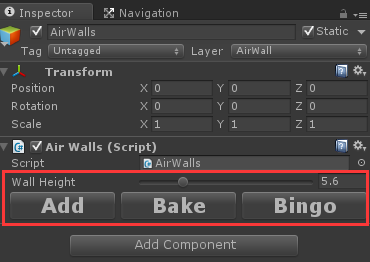 Inspector Navigation
AirWalls Static
Tag Untagged Layer AirWall
Transform
Position X 0 Y 0 Z 0
Rotation X 0 Y 0 Z 0
Scale X 1 Y 1 Z 1
Air Walls (Script)
Script AirWalls
Wall Height 5.6
Add Bake Bingo
Add Component